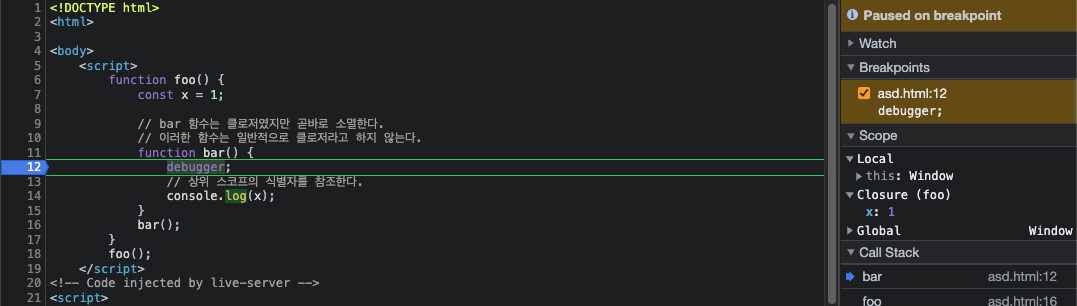 1 <!DOCTYPE html>
2 <html>
3
4 <body>
5 <script>
6 function foo() {
7 const x = 1;
8
9 // bar 함수는 클로저였지만 곧바로 소멸한다.
10 // 이러한 함수는 일반적으로 클로저라고 하지 않는다.
11 function bar() {
12 debugger;
13 // 상위 스코프의 식별자를 참조한다.
14 console.log(x);
15 }
16 bar();
17 }
18 foo();
19 </script>
20 <!-- Code injected by live-server -->
21 <script>
Paused on breakpoint
Watch
Breakpoints
asd.html:12
debugger;
Scope
Local
this: Window
Closure (foo)
x: 1
Global Window
Call Stack
bar asd.html:12
foo asd.html:16